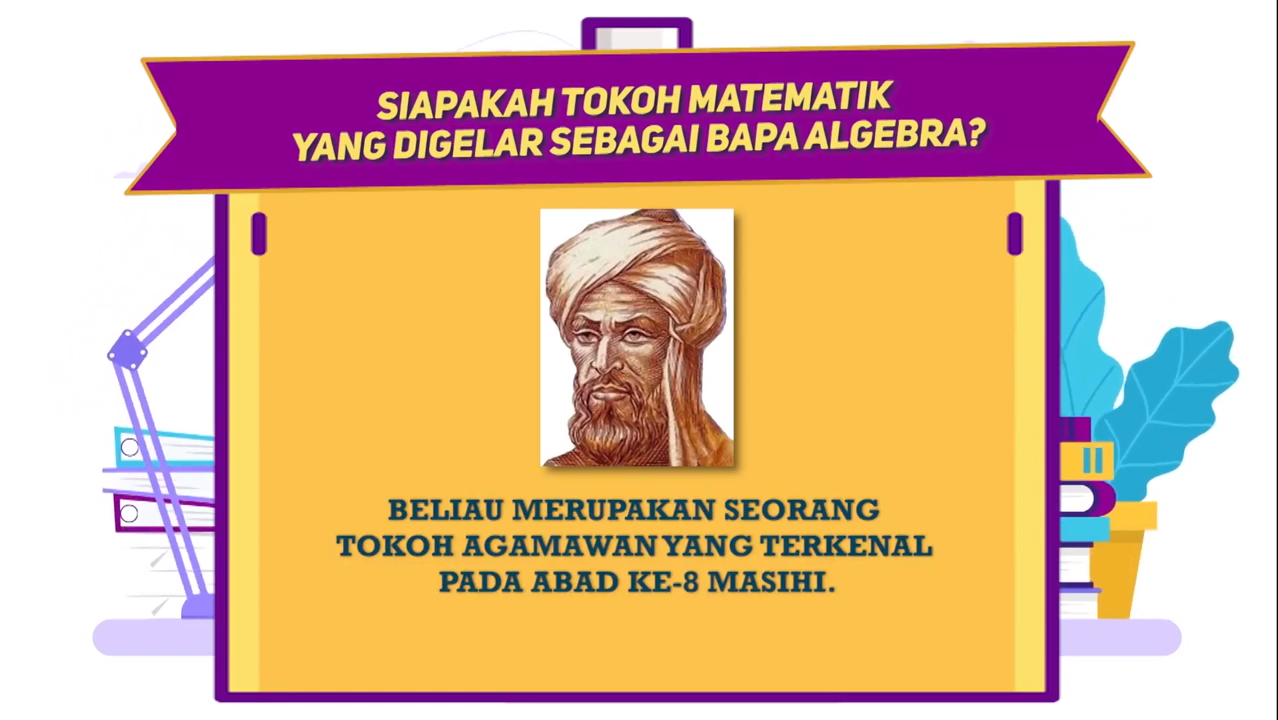 SIAPAKAH TOKOH MATEMATIK
YANG DIGELAR SEBAGAI BAPA ALGEBRA?
BELIAU MERUPAKAN SEORANG
TOKOH AGAMAWAN YANG TERKENAL
PADA ABAD KE-8 MASIHI.